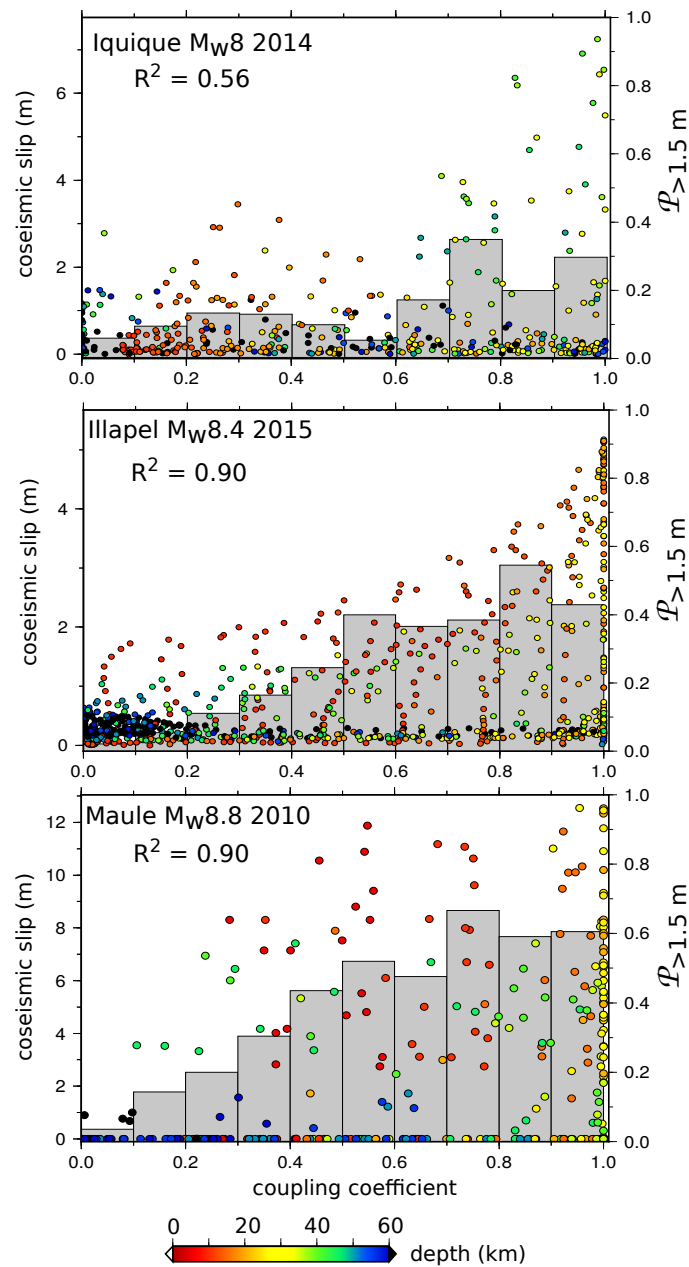 Iquique Mw8 2014
R² = 0.56
coseismic slip (m)
6
4
2
0
1.0
0.8
0.6
0.4
0.2
0.0
𝒫>1.5 m
0.0 0.2 0.4 0.6 0.8 1.0
Illapel Mw8.4 2015
R² = 0.90
coseismic slip (m)
4
2
0
1.0
0.8
0.6
0.4
0.2
0.0
𝒫>1.5 m
0.0 0.2 0.4 0.6 0.8 1.0
Maule Mw8.8 2010
R² = 0.90
coseismic slip (m)
12
10
8
6
4
2
0
1.0
0.8
0.6
0.4
0.2
0.0
𝒫>1.5 m
0.0 0.2 0.4 0.6 0.8 1.0
coupling coefficient
0 20 40 60
depth (km)